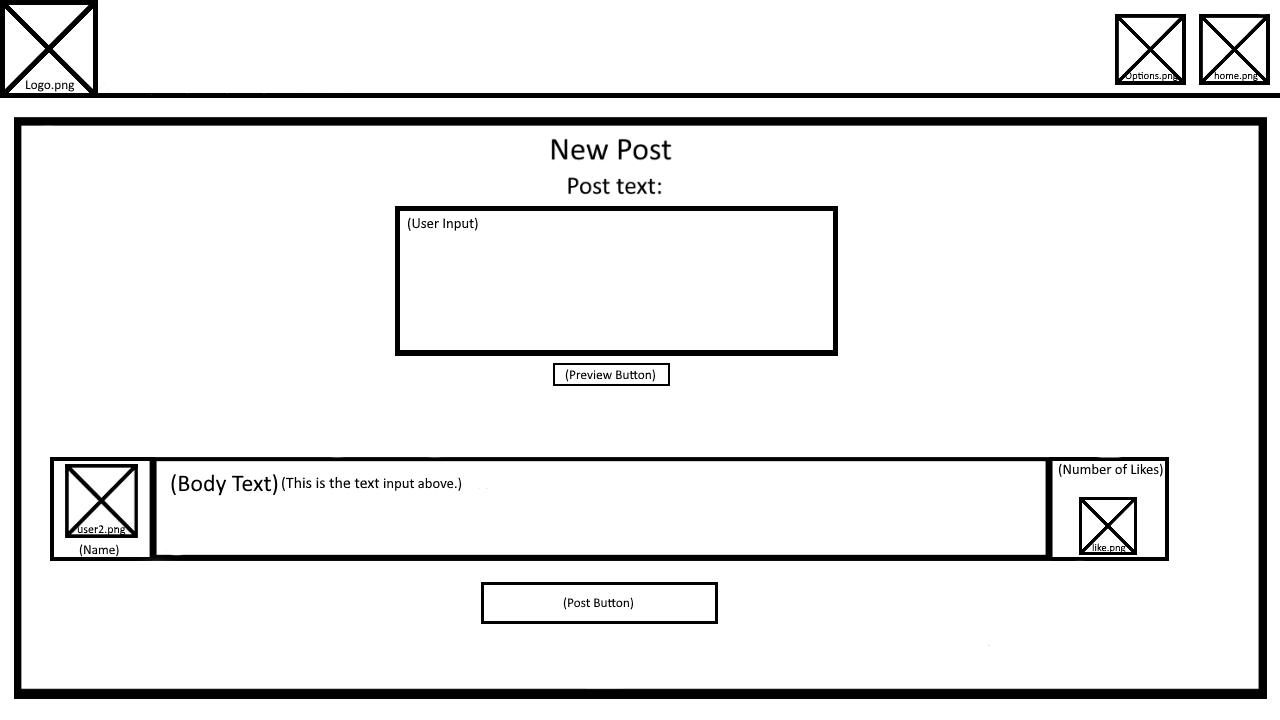 Logo.png
Options.png
home.png
New Post
Post text:
(User Input)
(Preview Button)
(Body Text) (This is the text input above.)
(Number of Likes)
user2.png
like.png
(Name)
(Post Button)